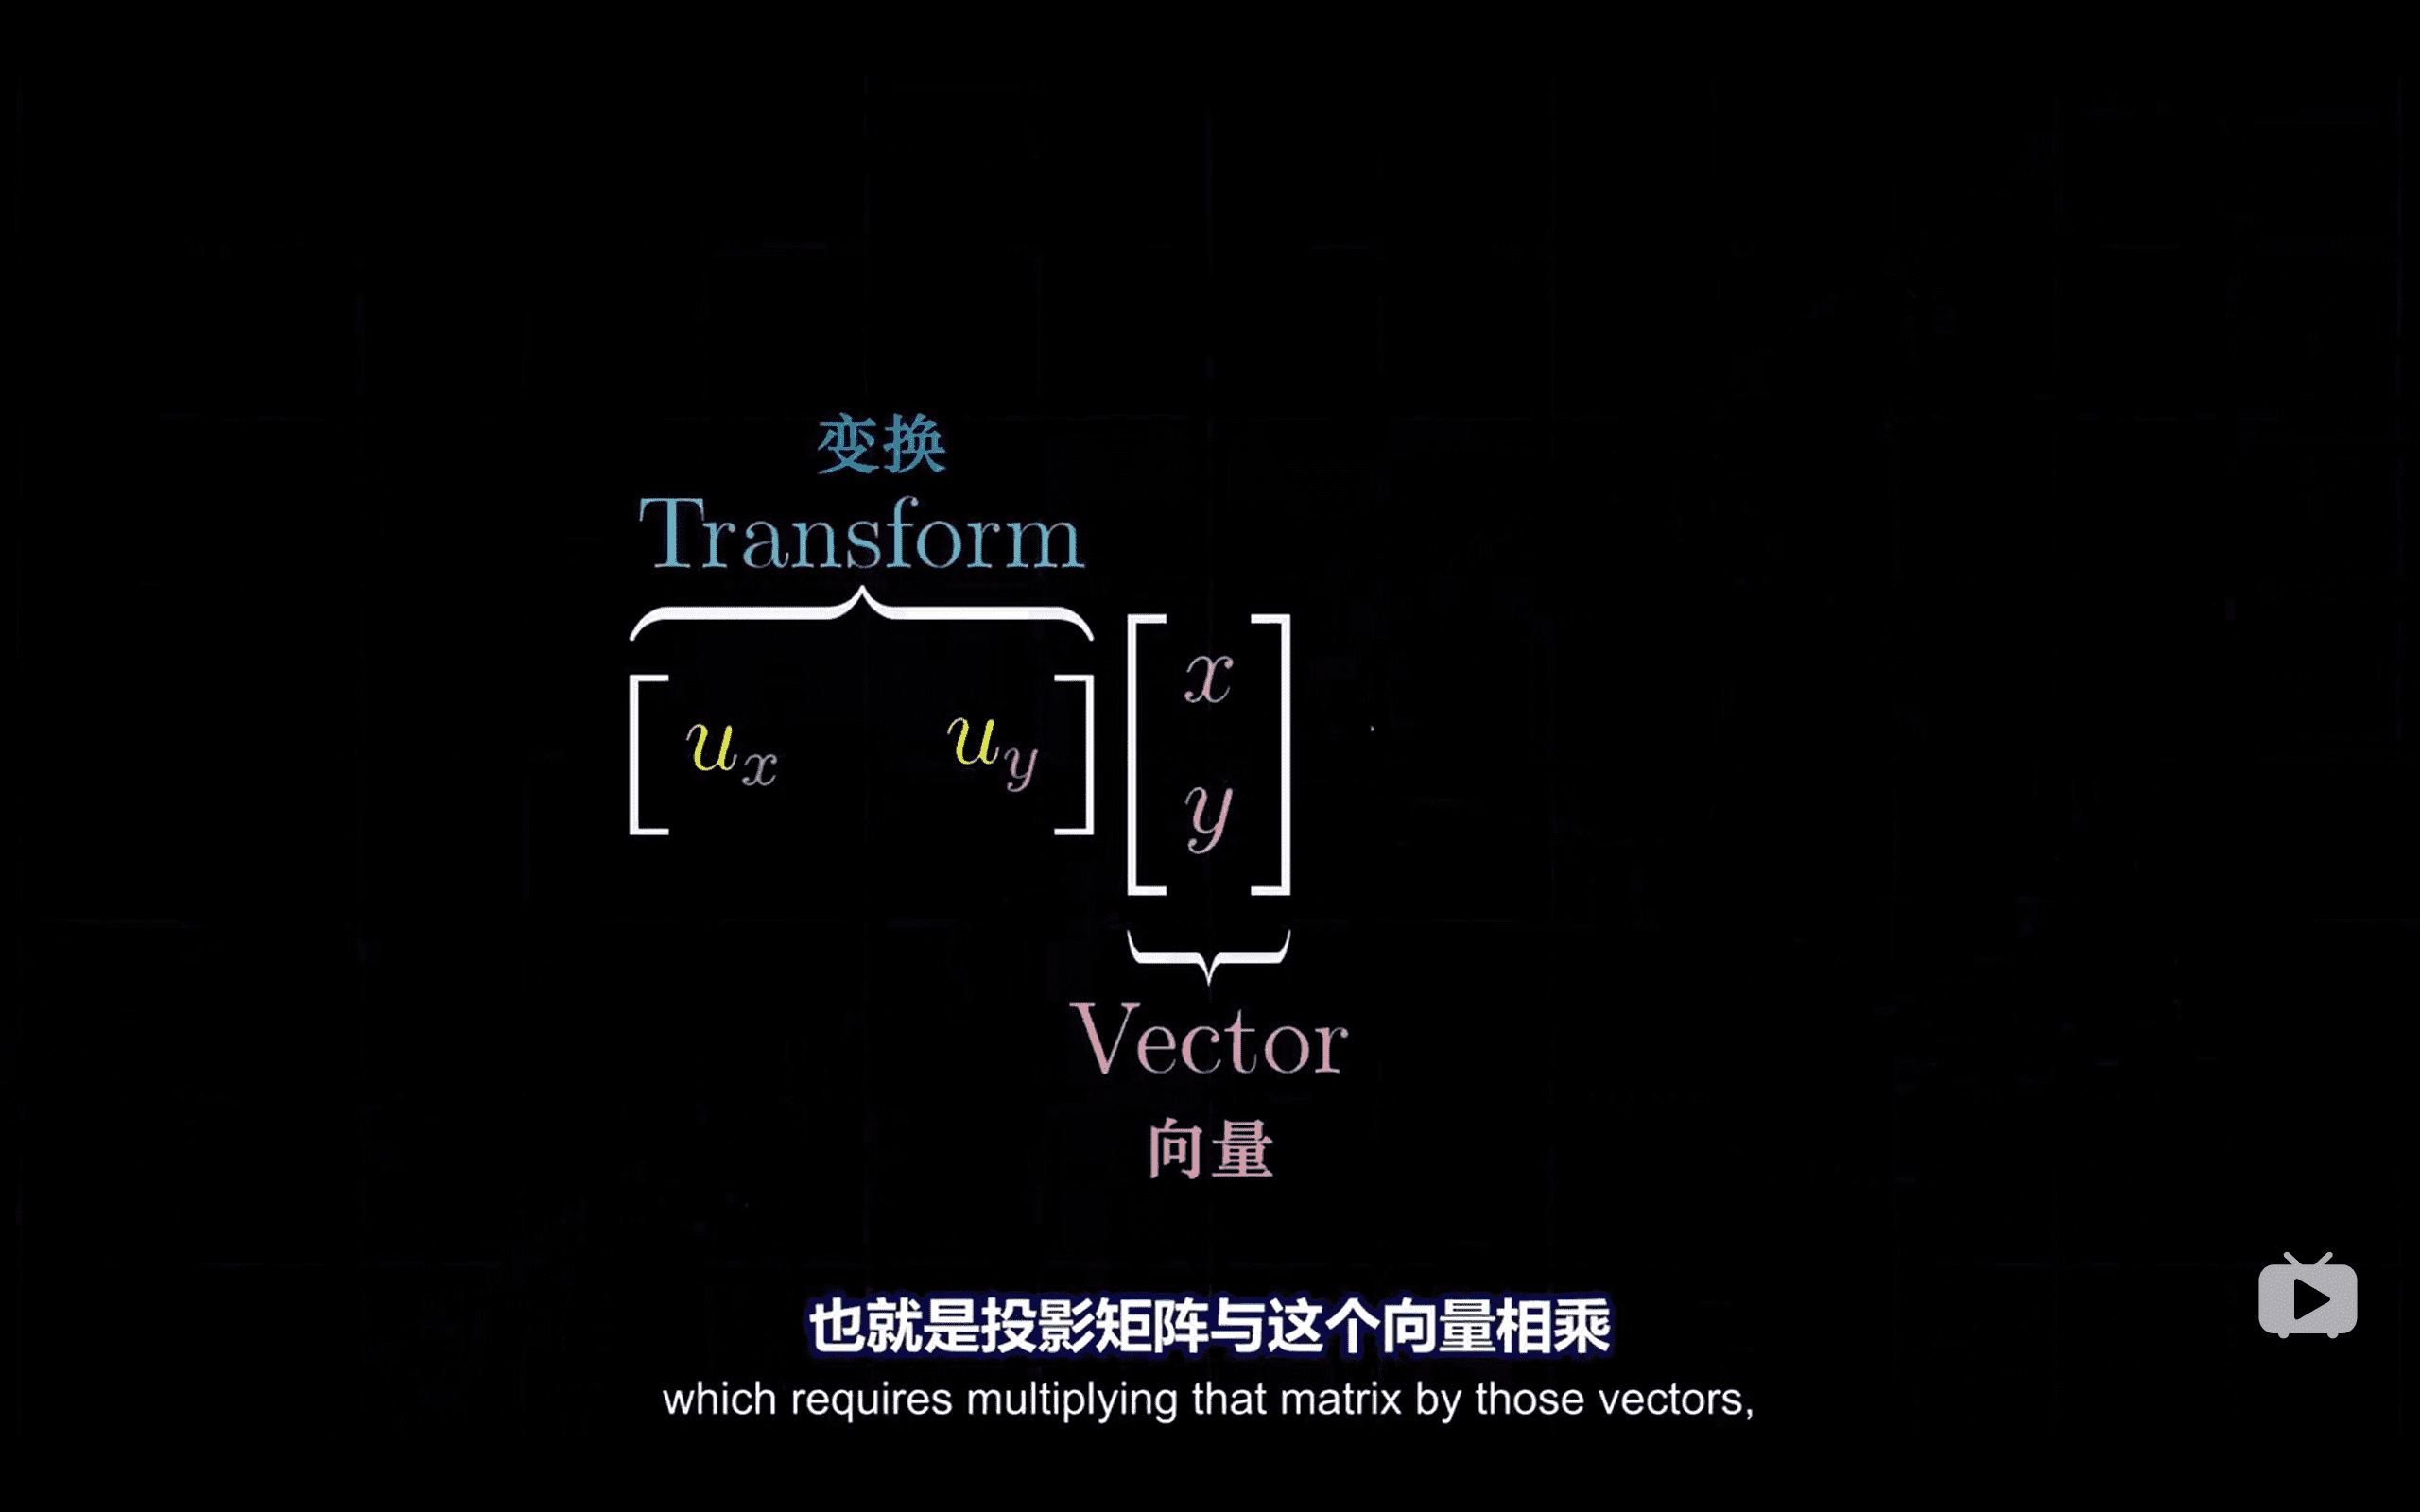 变换
Transform
[ u_x u_y ] [ x y ]
Vector
向量
也就是投影矩阵与这个向量相乘
which requires multiplying that matrix by those vectors,